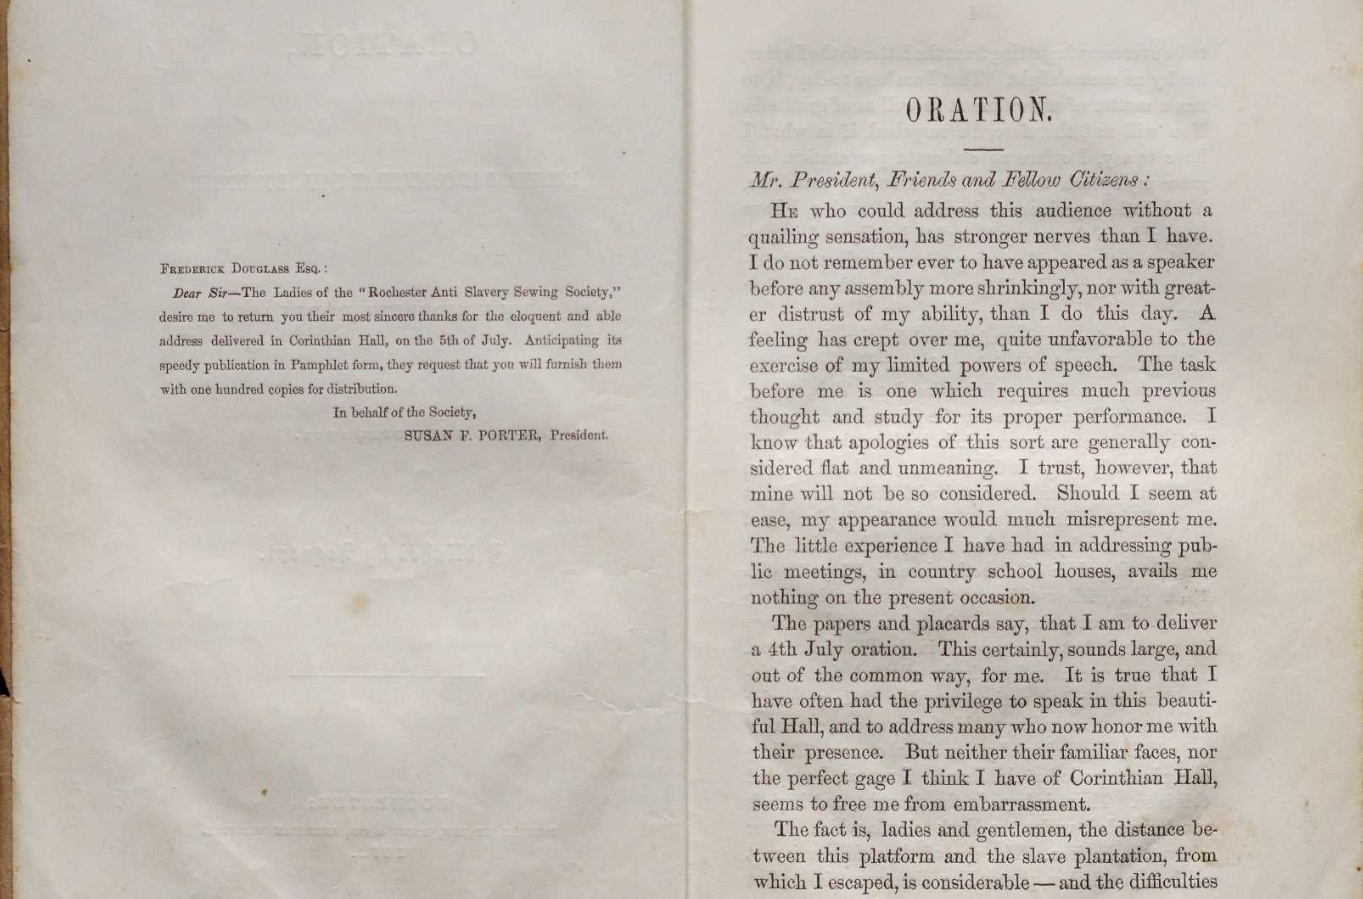 FREDERICK DOUGLASS ESQ. :
Dear Sir—The Ladies of the “Rochester Anti Slavery Sewing Society,”
desire me to return you their most sincere thanks for the eloquent and able
address delivered in Corinthian Hall, on the 5th of July. Anticipating its
speedy publication in Pamphlet form, they request that you will furnish them
with one hundred copies for distribution.
In behalf of the Society,
SUSAN F. PORTER, President.
ORATION.
Mr. President, Friends and Fellow Citizens :
HE who could address this audience without a
quailing sensation, has stronger nerves than I have.
I do not remember ever to have appeared as a speaker
before any assembly more shrinkingly, nor with great-
er distrust of my ability, than I do this day. A
feeling has crept over me, quite unfavorable to the
exercise of my limited powers of speech. The task
before me is one which requires much previous
thought and study for its proper performance. I
know that apologies of this sort are generally con-
sidered flat and unmeaning. I trust, however, that
mine will not be so considered. Should I seem at
ease, my appearance would much misrepresent me.
The little experience I have had in addressing pub-
lic meetings, in country school houses, avails me
nothing on the present occasion.
The papers and placards say, that I am to deliver
a 4th July oration. This certainly, sounds large, and
out of the common way, for me. It is true that I
have often had the privilege to speak in this beauti-
ful Hall, and to address many who now honor me with
their presence. But neither their familiar faces, nor
the perfect gage I think I have of Corinthian Hall,
seems to free me from embarrassment.
The fact is, ladies and gentlemen, the distance be-
tween this platform and the slave plantation, from
which I escaped, is considerable — and the difficulties